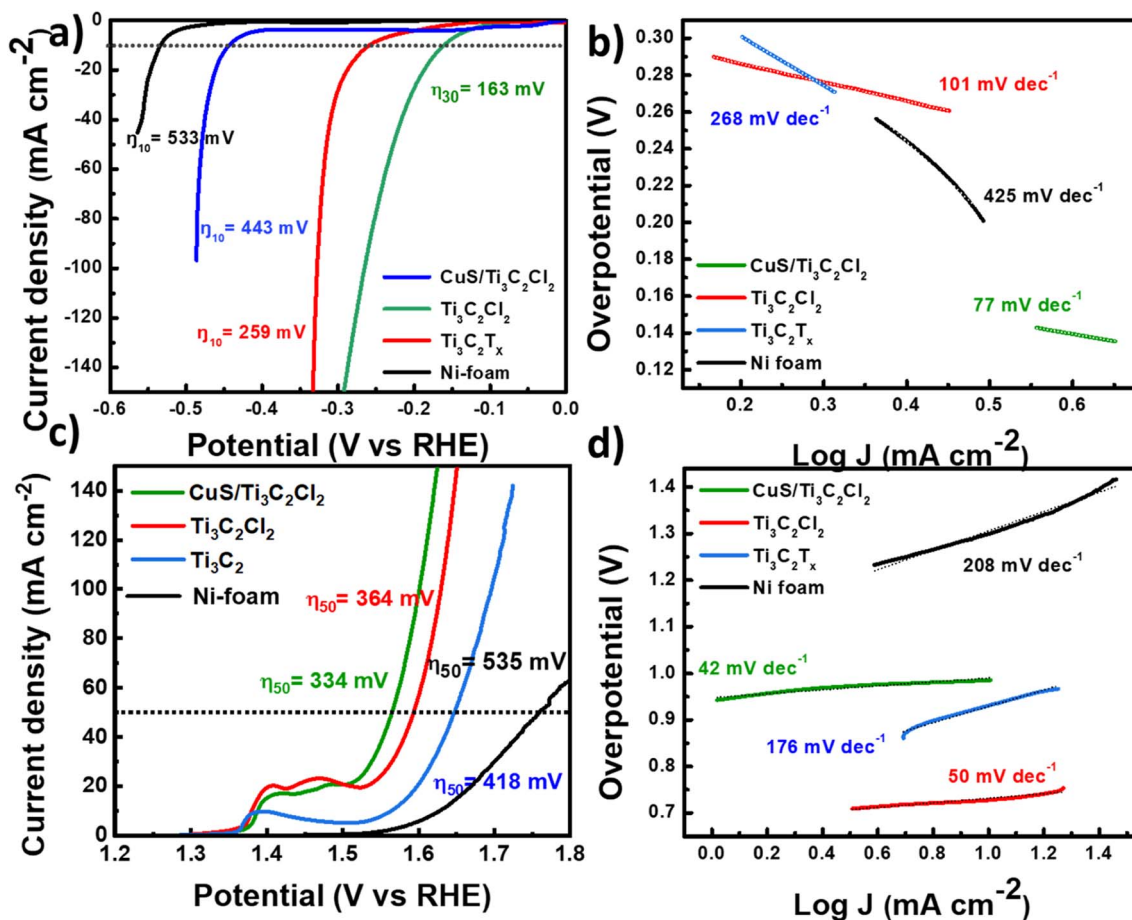 a)
Current density (mA cm⁻²)
0
-20
-40
-60
-80
-100
-120
-140
η₃₀ = 163 mV
η₁₀ = 533 mV
η₁₀ = 443 mV
η₁₀ = 259 mV
CuS/Ti₃C₂Cl₂
Ti₃C₂Cl₂
Ti₃C₂Tₓ
Ni-foam
-0.6 -0.5 -0.4 -0.3 -0.2 -0.1 0.0
Potential (V vs RHE)
b)
Overpotential (V)
0.30
0.28
0.26
0.24
0.22
0.20
0.18
0.16
0.14
0.12
101 mV dec⁻¹
268 mV dec⁻¹
425 mV dec⁻¹
77 mV dec⁻¹
CuS/Ti₃C₂Cl₂
Ti₃C₂Cl₂
Ti₃C₂Tₓ
Ni foam
0.2 0.3 0.4 0.5 0.6
Log J (mA cm⁻²)
c)
Current density (mA cm⁻²)
140
120
100
80
60
40
20
0
CuS/Ti₃C₂Cl₂
Ti₃C₂Cl₂
Ti₃C₂
Ni-foam
η₅₀ = 364 mV
η₅₀ = 535 mV
η₅₀ = 334 mV
η₅₀ = 418 mV
1.2 1.3 1.4 1.5 1.6 1.7 1.8
Potential (V vs RHE)
d)
Overpotential (V)
1.4
1.3
1.2
1.1
1.0
0.9
0.8
0.7
CuS/Ti₃C₂Cl₂
Ti₃C₂Cl₂
Ti₃C₂Tₓ
Ni foam
208 mV dec⁻¹
42 mV dec⁻¹
176 mV dec⁻¹
50 mV dec⁻¹
0.0 0.2 0.4 0.6 0.8 1.0 1.2 1.4
Log J (mA cm⁻²)